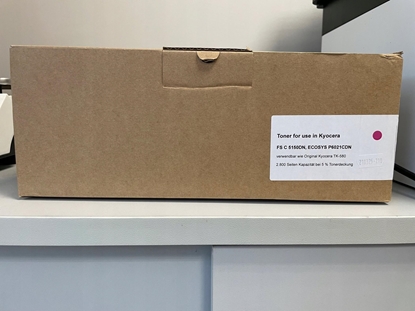 Toner for use in Kyocera
FS C 5150DN, ECOSYS P6021CDN
verwendbar wie Original Kyocera TK-580
2.800 Seiten Kapazität bei 5 % Tonerdeckung